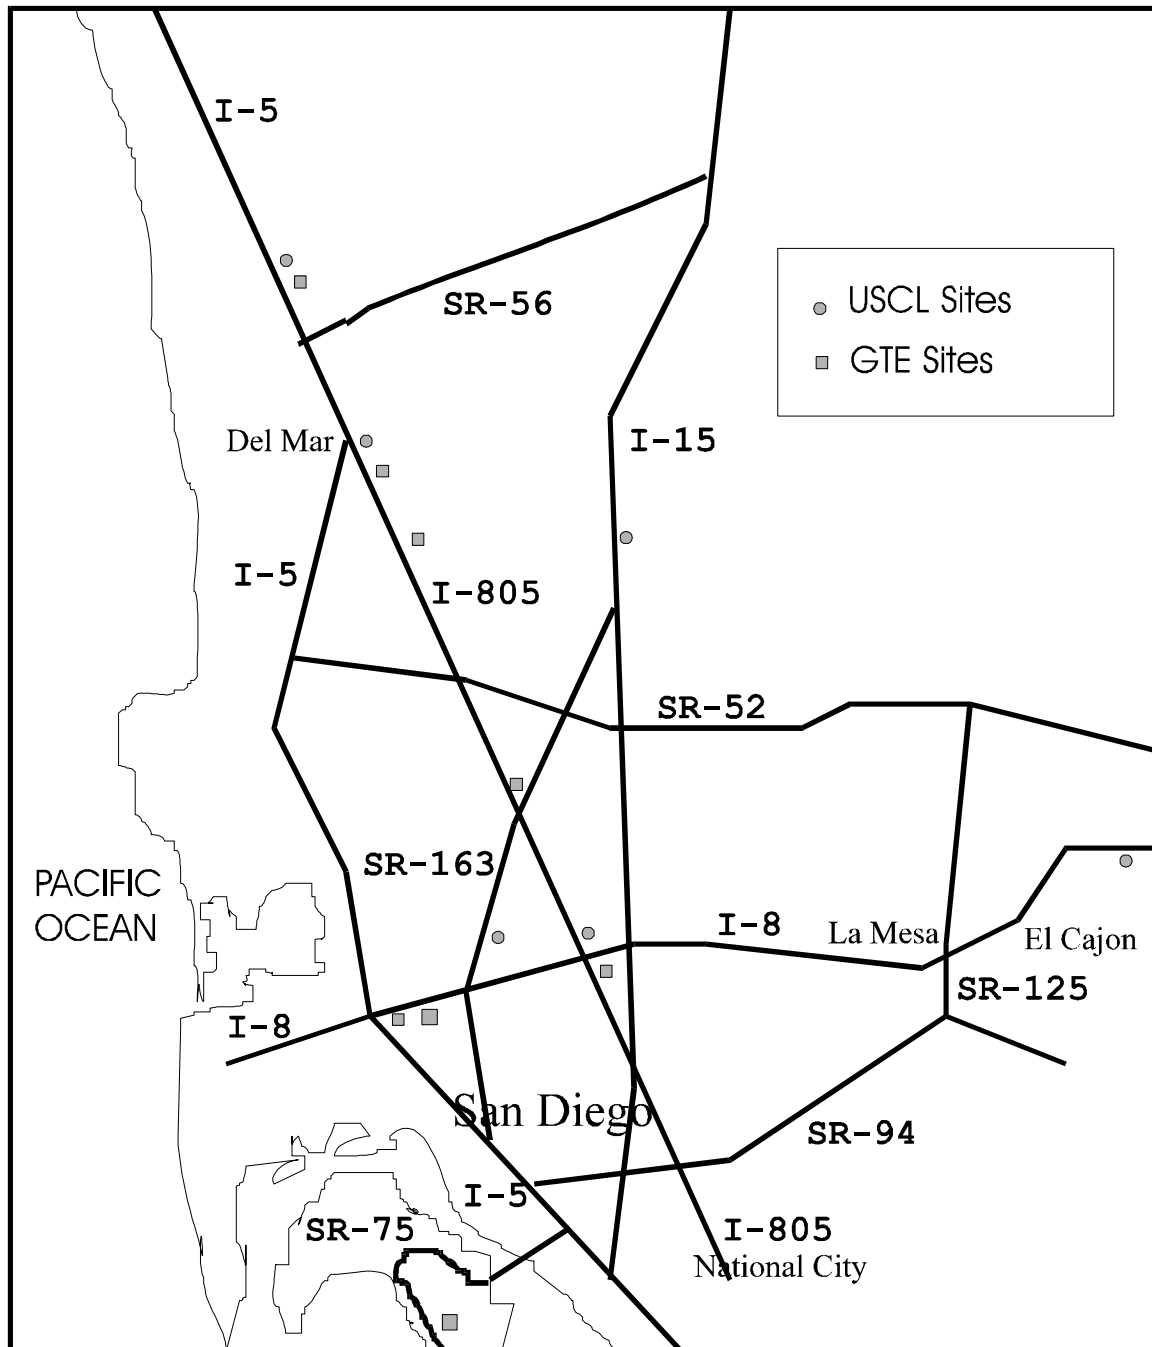 I-5
SR-56
USCL Sites
GTE Sites
Del Mar
I-15
I-5
I-805
SR-52
SR-163
PACIFIC
OCEAN
I-8
La Mesa
El Cajon
SR-125
I-8
San Diego
SR-94
I-5
SR-75
I-805
National City